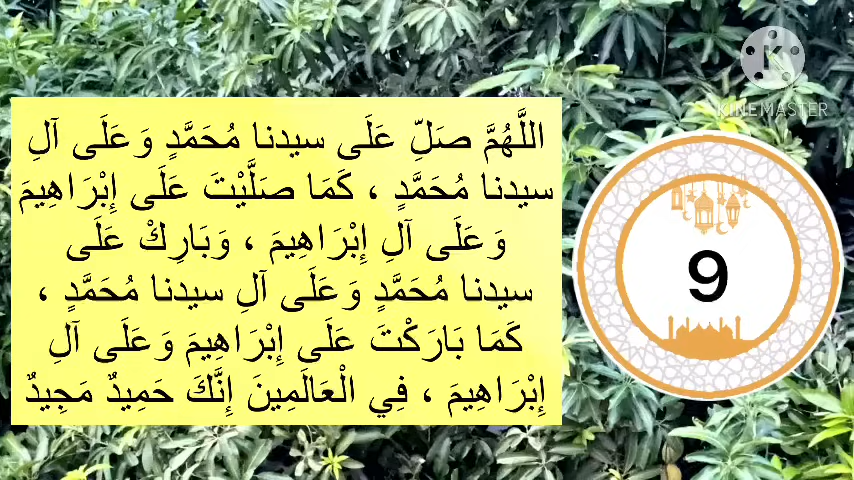 اللَّهُمَّ صَلِّ عَلَى سيدنا مُحَمَّدٍ وَعَلَى آلِ
سيدنا مُحَمَّدٍ ، كَمَا صَلَّيْتَ عَلَى إِبْرَاهِيمَ
وَعَلَى آلِ إِبْرَاهِيمَ ، وَبَارِكْ عَلَى
سيدنا مُحَمَّدٍ وَعَلَى آلِ سيدنا مُحَمَّدٍ ،
كَمَا بَارَكْتَ عَلَى إِبْرَاهِيمَ وَعَلَى آلِ
إِبْرَاهِيمَ ، فِي الْعَالَمِينَ إِنَّكَ حَمِيدٌ مَجِيدٌ
9
K
KINEMASTER